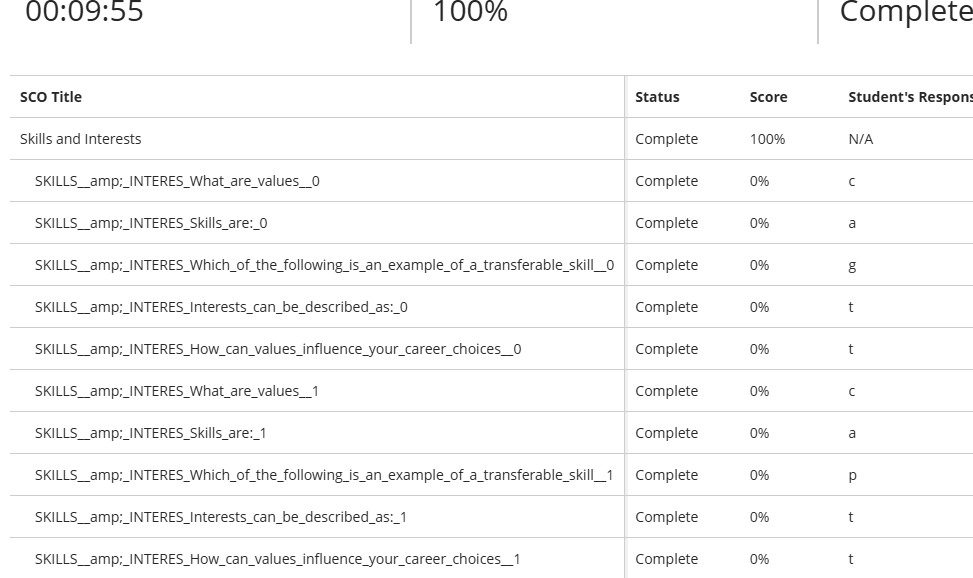 00:09:55 100% Complete
SCO Title Status Score Student's Respons
Skills and Interests Complete 100% N/A
SKILLS__amp;_INTERES_What_are_values__0 Complete 0% c
SKILLS__amp;_INTERES_Skills_are:_0 Complete 0% a
SKILLS__amp;_INTERES_Which_of_the_following_is_an_example_of_a_transferable_skill__0 Complete 0% g
SKILLS__amp;_INTERES_Interests_can_be_described_as:_0 Complete 0% t
SKILLS__amp;_INTERES_How_can_values_influence_your_career_choices__0 Complete 0% t
SKILLS__amp;_INTERES_What_are_values__1 Complete 0% c
SKILLS__amp;_INTERES_Skills_are:_1 Complete 0% a
SKILLS__amp;_INTERES_Which_of_the_following_is_an_example_of_a_transferable_skill__1 Complete 0% p
SKILLS__amp;_INTERES_Interests_can_be_described_as:_1 Complete 0% t
SKILLS__amp;_INTERES_How_can_values_influence_your_career_choices__1 Complete 0% t